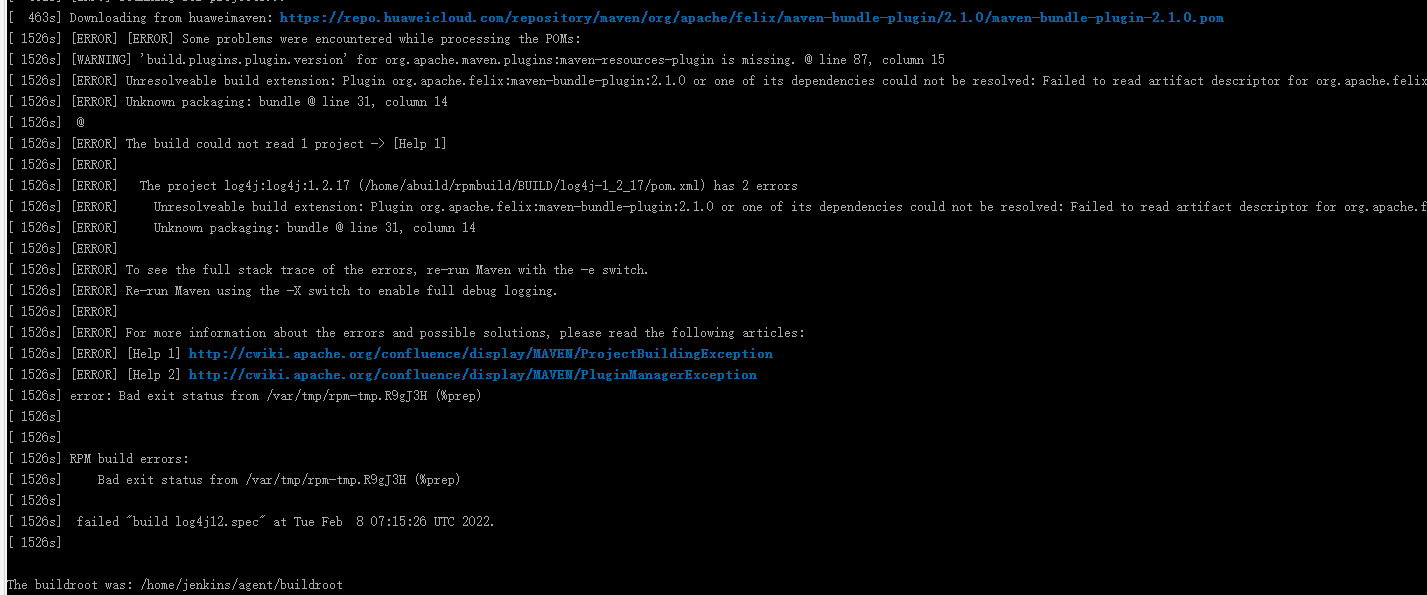 [  463s] Downloading from huaweimaven: https://repo.huaweicloud.com/repository/maven/org/apache/felix/maven-bundle-plugin/2.1.0/maven-bundle-plugin-2.1.0.pom
[ 1526s] [ERROR] [ERROR] Some problems were encountered while processing the POMs:
[ 1526s] [WARNING] 'build.plugins.plugin.version' for org.apache.maven.plugins:maven-resources-plugin is missing. @ line 87, column 15
[ 1526s] [ERROR] Unresolveable build extension: Plugin org.apache.felix:maven-bundle-plugin:2.1.0 or one of its dependencies could not be resolved: Failed to read artifact descriptor for org.apache.felix
[ 1526s] [ERROR] Unknown packaging: bundle @ line 31, column 14
[ 1526s]  @
[ 1526s] [ERROR] The build could not read 1 project -> [Help 1]
[ 1526s] [ERROR]
[ 1526s] [ERROR]   The project log4j:log4j:1.2.17 (/home/abuild/rpmbuild/BUILD/log4j-1_2_17/pom.xml) has 2 errors
[ 1526s] [ERROR]     Unresolveable build extension: Plugin org.apache.felix:maven-bundle-plugin:2.1.0 or one of its dependencies could not be resolved: Failed to read artifact descriptor for org.apache.f
[ 1526s] [ERROR]     Unknown packaging: bundle @ line 31, column 14
[ 1526s] [ERROR]
[ 1526s] [ERROR] To see the full stack trace of the errors, re-run Maven with the -e switch.
[ 1526s] [ERROR] Re-run Maven using the -X switch to enable full debug logging.
[ 1526s] [ERROR]
[ 1526s] [ERROR] For more information about the errors and possible solutions, please read the following articles:
[ 1526s] [ERROR] [Help 1] http://cwiki.apache.org/confluence/display/MAVEN/ProjectBuildingException
[ 1526s] [ERROR] [Help 2] http://cwiki.apache.org/confluence/display/MAVEN/PluginManagerException
[ 1526s] error: Bad exit status from /var/tmp/rpm-tmp.R9gJ3H (%prep)
[ 1526s]
[ 1526s]
[ 1526s] RPM build errors:
[ 1526s]     Bad exit status from /var/tmp/rpm-tmp.R9gJ3H (%prep)
[ 1526s]
[ 1526s]  failed "build log4j12.spec" at Tue Feb  8 07:15:26 UTC 2022.
[ 1526s]
The buildroot was: /home/jenkins/agent/buildroot